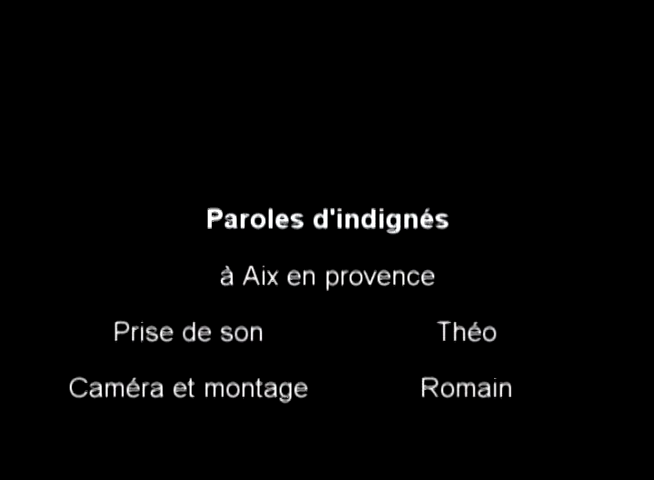 Paroles d'indignés
à Aix en provence
Prise de son Théo
Caméra et montage Romain